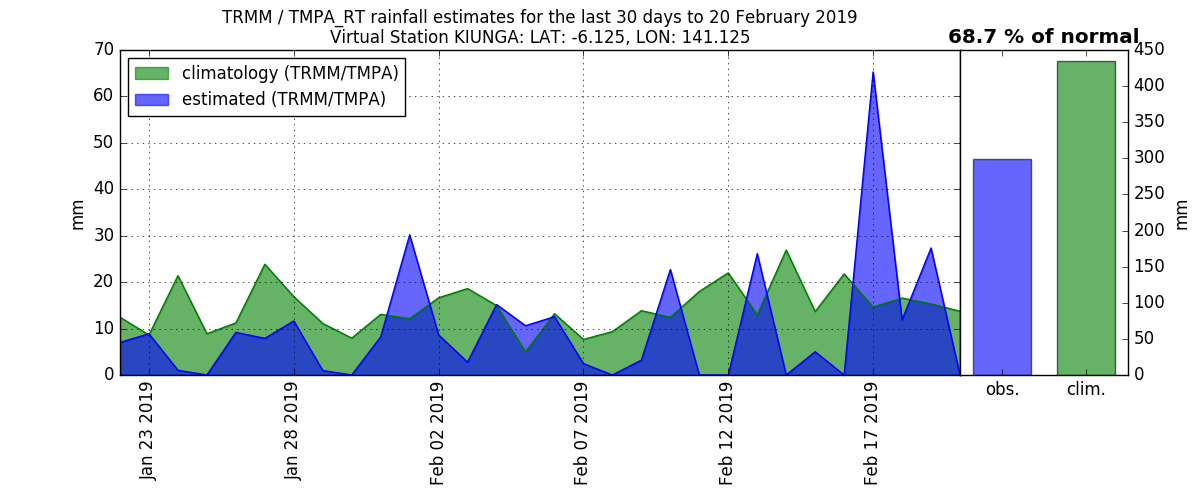 TRMM / TMPA_RT rainfall estimates for the last 30 days to 20 February 2019
Virtual Station KIUNGA: LAT: -6.125, LON: 141.125
68.7 % of normal
climatology (TRMM/TMPA)
estimated (TRMM/TMPA)
mm
70
60
50
40
30
20
10
0
Jan 23 2019
Jan 28 2019
Feb 02 2019
Feb 07 2019
Feb 12 2019
Feb 17 2019
obs.
clim.
450
400
350
300
250
200
150
100
50
0
mm